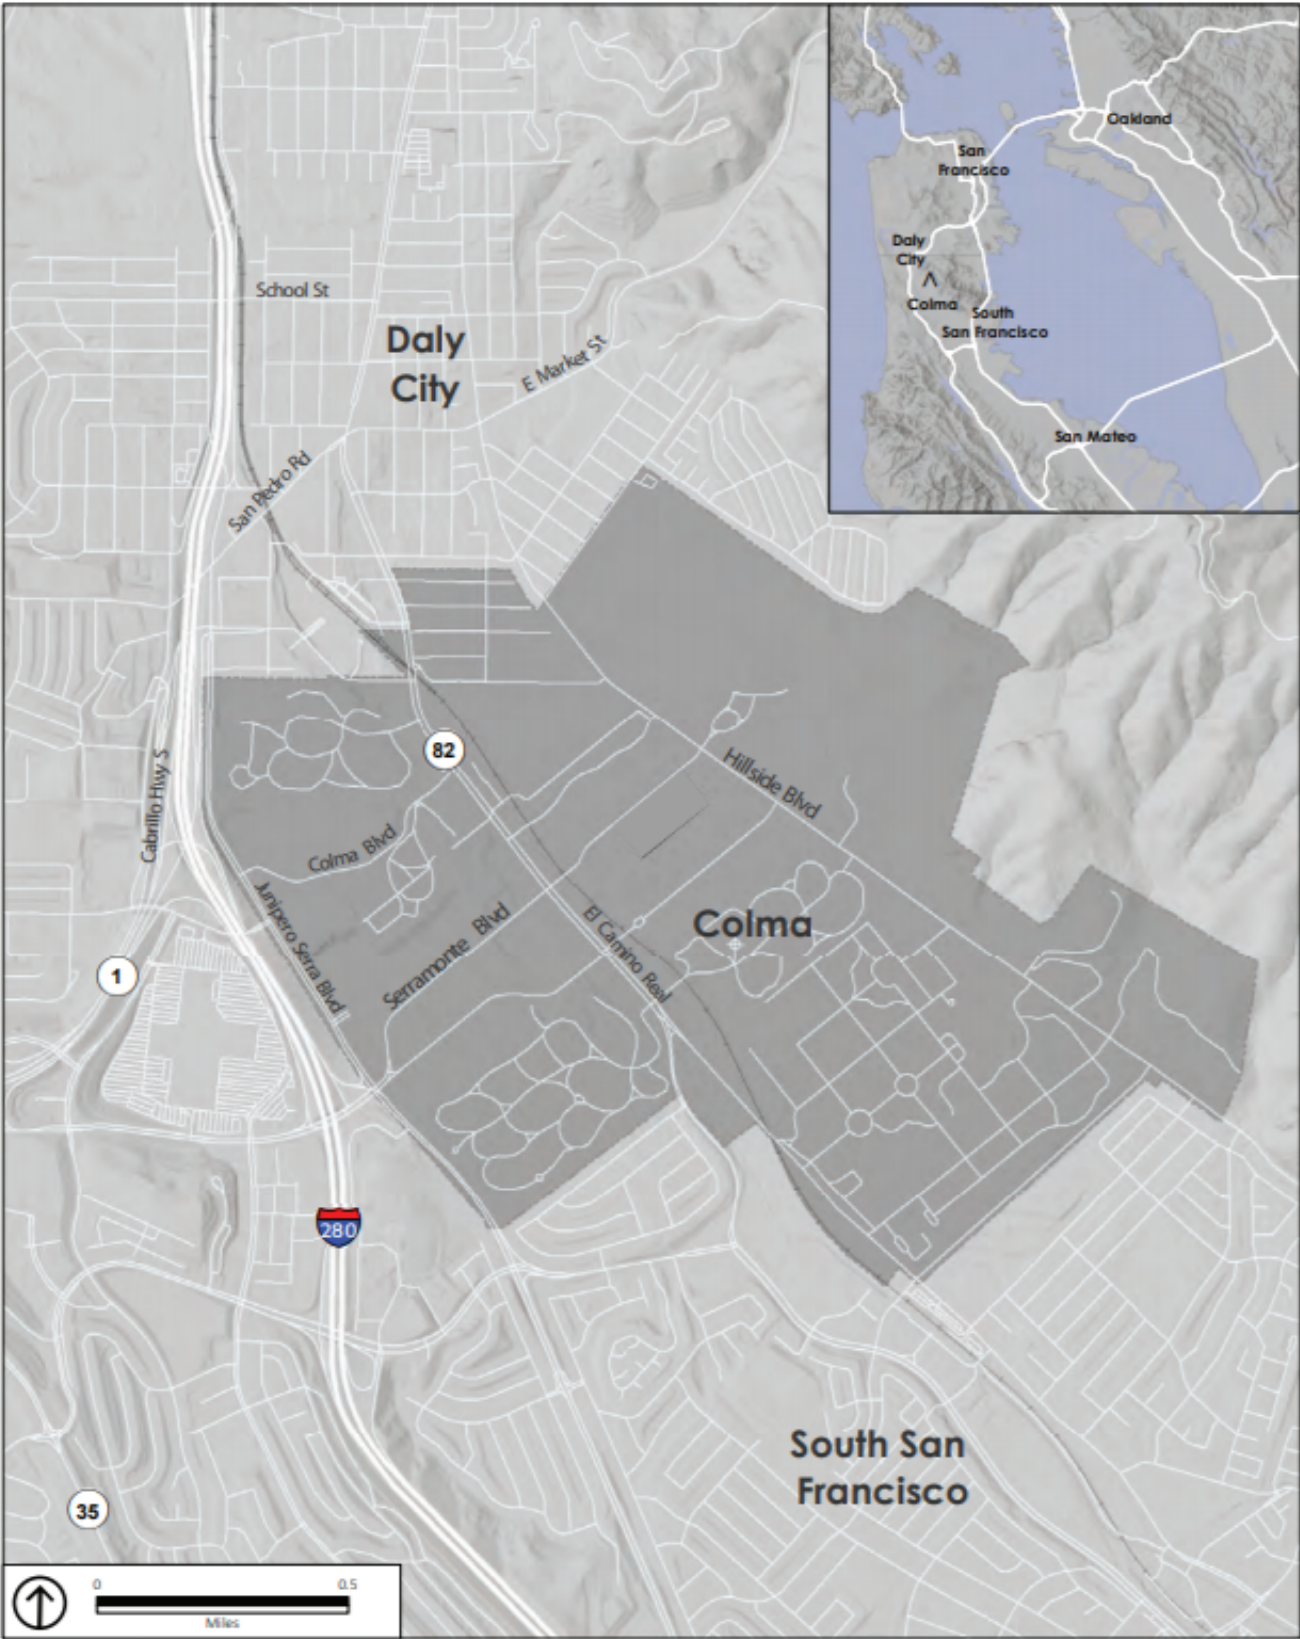 Oakland
San
Francisco
Daly
City
Colma
South
San Francisco
San Mateo
School St
Daly
City
E Market St
San Pedro Rd
82
Hillside Blvd
Cabrillo Hwy S
Colma Blvd
Junipero Serra Blvd
Serramonte Blvd
El Camino Real
Colma
1
280
South San
Francisco
35
0 0.5
Miles